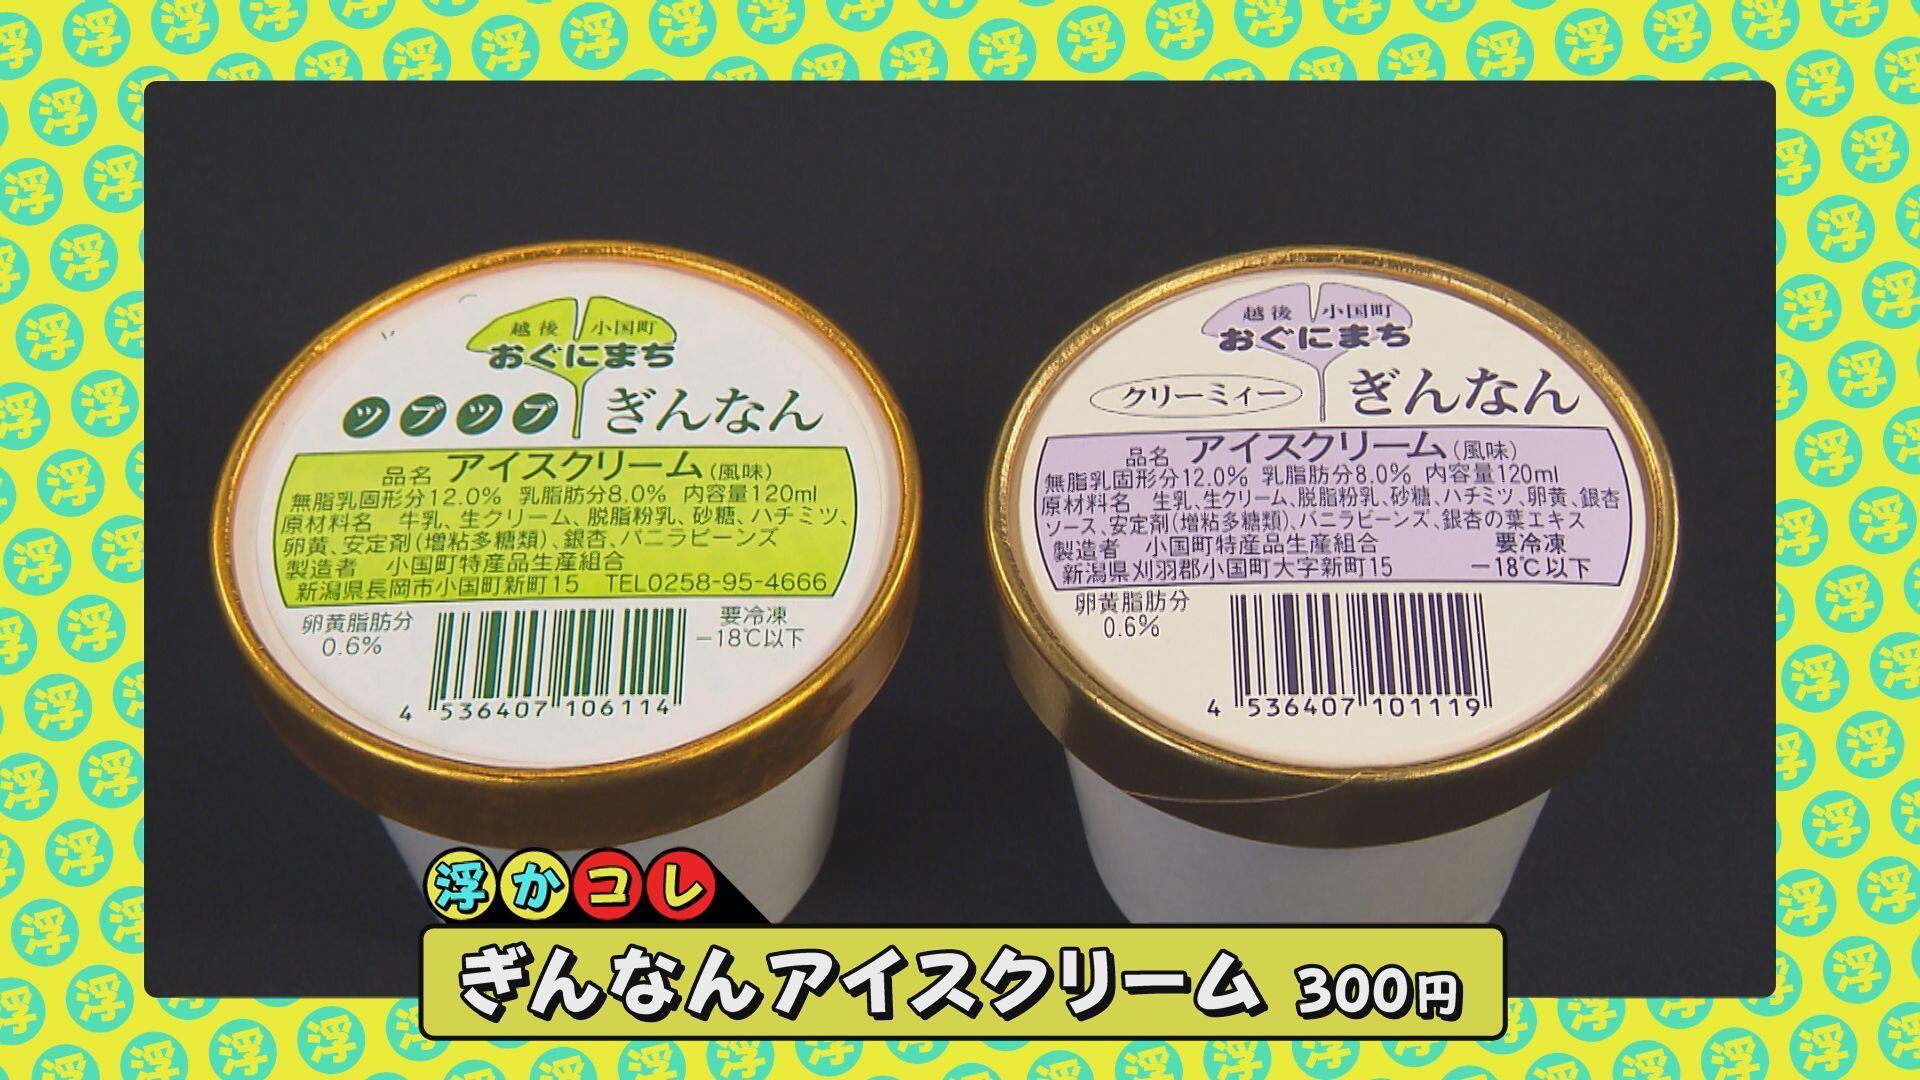 越後 小国町
おぐにまち
ツブツブ ぎんなん
品名 アイスクリーム(風味)
無脂乳固形分12.0% 乳脂肪分8.0% 内容量120ml
原材料名 牛乳、生クリーム、脱脂粉乳、砂糖、ハチミツ、
卵黄、安定剤(増粘多糖類)、銀杏、バニラビーンズ
製造者 小国町特産品生産組合
新潟県長岡市小国町新町15 TEL0258-95-4666
卵黄脂肪分
0.6%
要冷凍
-18℃以下
4 536407 106114
越後 小国町
おぐにまち
クリーミィー ぎんなん
品名 アイスクリーム(風味)
無脂乳固形分12.0% 乳脂肪分8.0% 内容量120ml
原材料名 生乳、生クリーム、脱脂粉乳、砂糖、ハチミツ、卵黄、銀杏
ソース、安定剤(増粘多糖類)、バニラビーンズ、銀杏の葉エキス
製造者 小国町特産品生産組合 要冷凍
新潟県刈羽郡小国町大字新町15 -18℃以下
卵黄脂肪分
0.6%
4 536407 101119
浮かコレ
ぎんなんアイスクリーム 300円